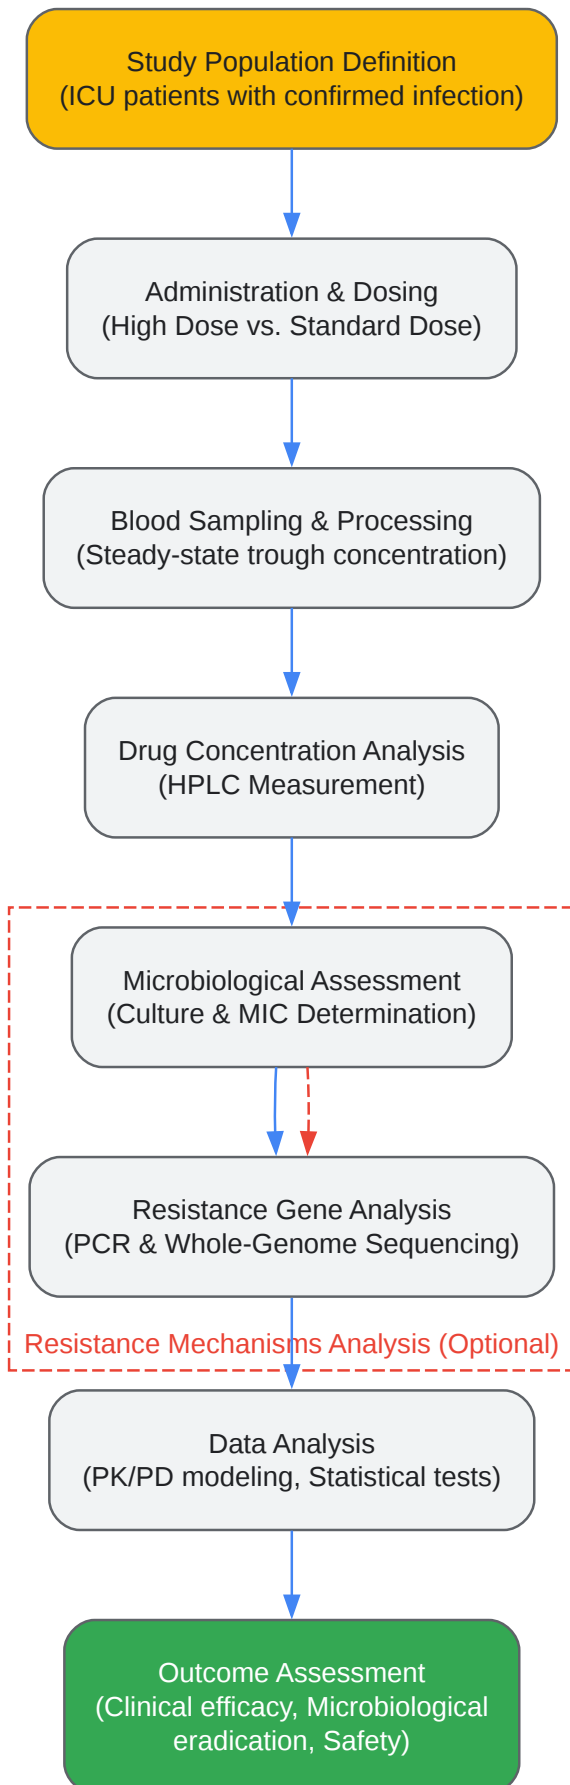 Study Population Definition
(ICU patients with confirmed infection)
Administration & Dosing
(High Dose vs. Standard Dose)
Blood Sampling & Processing
(Steady-state trough concentration)
Drug Concentration Analysis
(HPLC Measurement)
Microbiological Assessment
(Culture & MIC Determination)
Resistance Gene Analysis
(PCR & Whole-Genome Sequencing)
Resistance Mechanisms Analysis (Optional)
Data Analysis
(PK/PD modeling, Statistical tests)
Outcome Assessment
(Clinical efficacy, Microbiological
eradication, Safety)